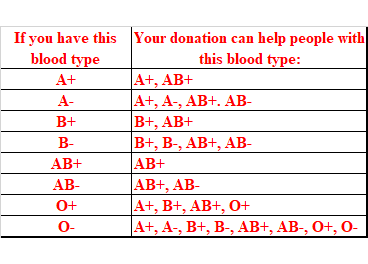 If you have this blood type Your donation can help people with this blood type:
A+ A+, AB+
A- A+, A-, AB+. AB-
B+ B+, AB+
B- B+, B-, AB+, AB-
AB+ AB+
AB- AB+, AB-
O+ A+, B+, AB+, O+
O- A+, A-, B+, B-, AB+, AB-, O+, O-